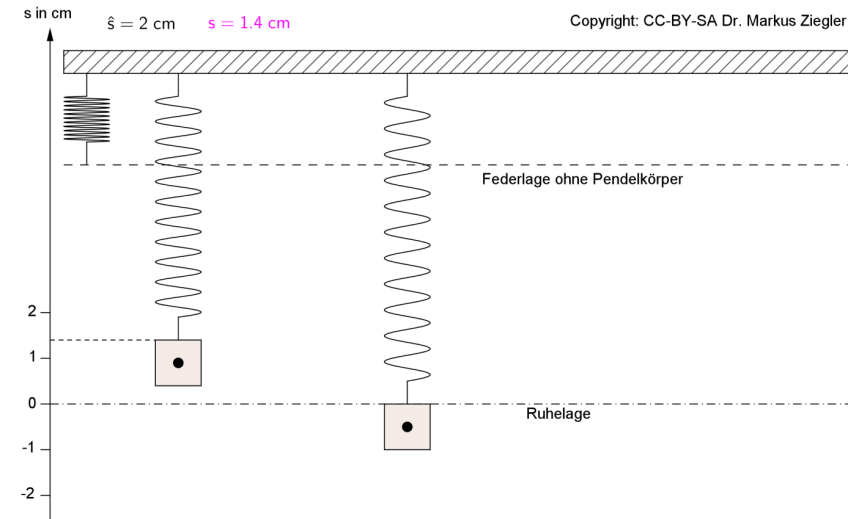 s in cm
ŝ = 2 cm
s = 1.4 cm
Copyright: CC-BY-SA Dr. Markus Ziegler
Federlage ohne Pendelkörper
2
1
0
Ruhelage
-1
-2